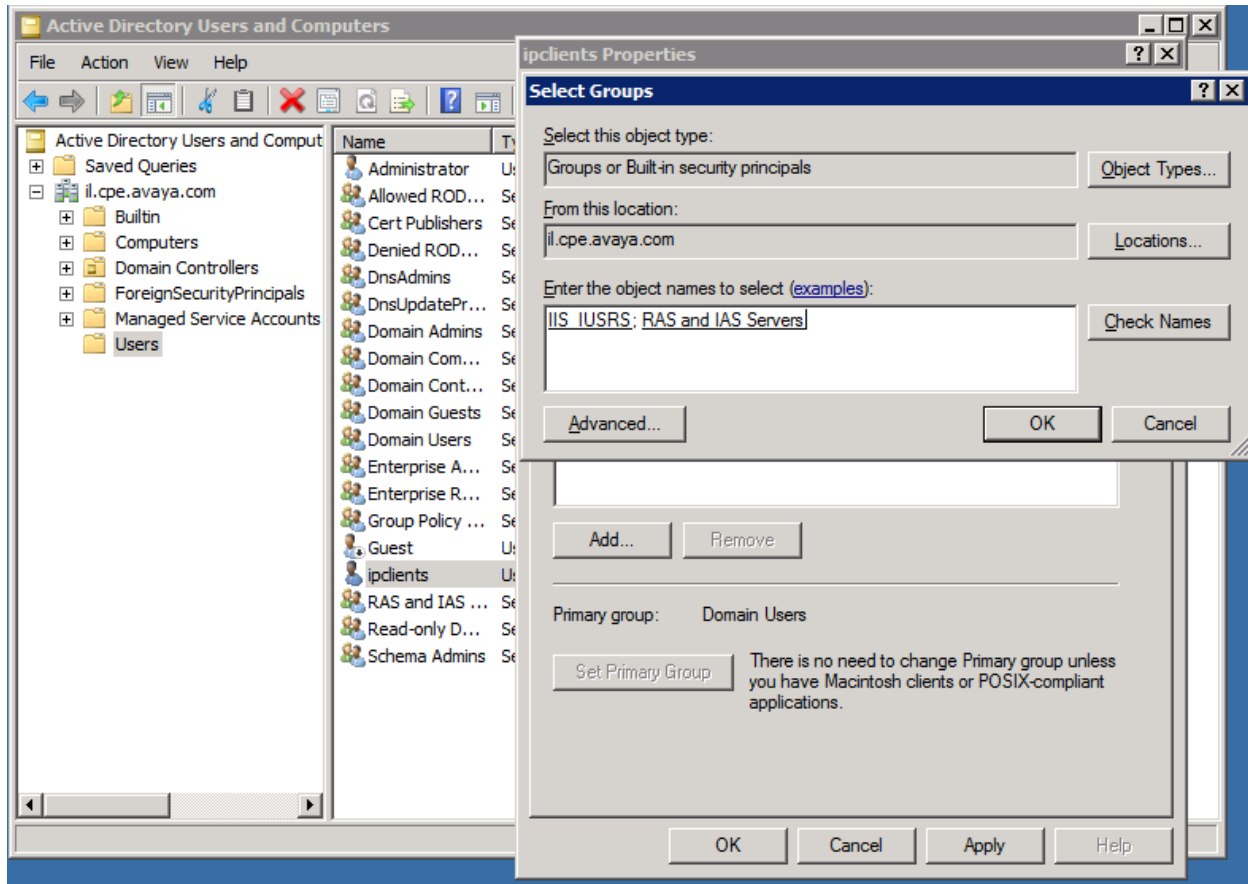 Active Directory Users and Computers
File Action View Help
Active Directory Users and Comput
Saved Queries
il.cpe.avaya.com
Builtin
Computers
Domain Controllers
ForeignSecurityPrincipals
Managed Service Accounts
Users
Name
Administrator
Allowed ROD...
Cert Publishers
Denied ROD...
DnsAdmins
DnsUpdatePr...
Domain Admins
Domain Com...
Domain Cont...
Domain Guests
Domain Users
Enterprise A...
Enterprise R...
Group Policy ...
Guest
ipclients
RAS and IAS ...
Read-only D...
Schema Admins
ipclients Properties
Select Groups
Select this object type:
Groups or Built-in security principals
Object Types...
From this location:
il.cpe.avaya.com
Locations...
Enter the object names to select (examples):
IIS_IUSRS; RAS and IAS Servers
Check Names
Advanced...
OK
Cancel
Add...
Remove
Primary group: Domain Users
Set Primary Group
There is no need to change Primary group unless
you have Macintosh clients or POSIX-compliant
applications.
OK
Cancel
Apply
Help